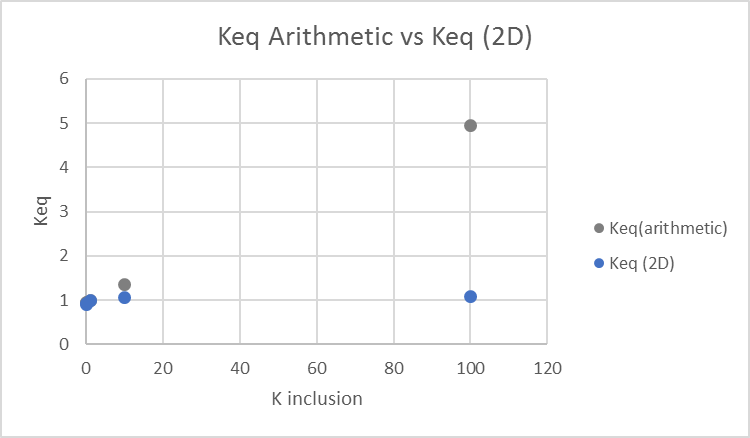 Keq Arithmetic vs Keq (2D)
6
5
4
3
2
1
0
Keq
0 20 40 60 80 100 120
K inclusion
Keq(arithmetic)
Keq (2D)